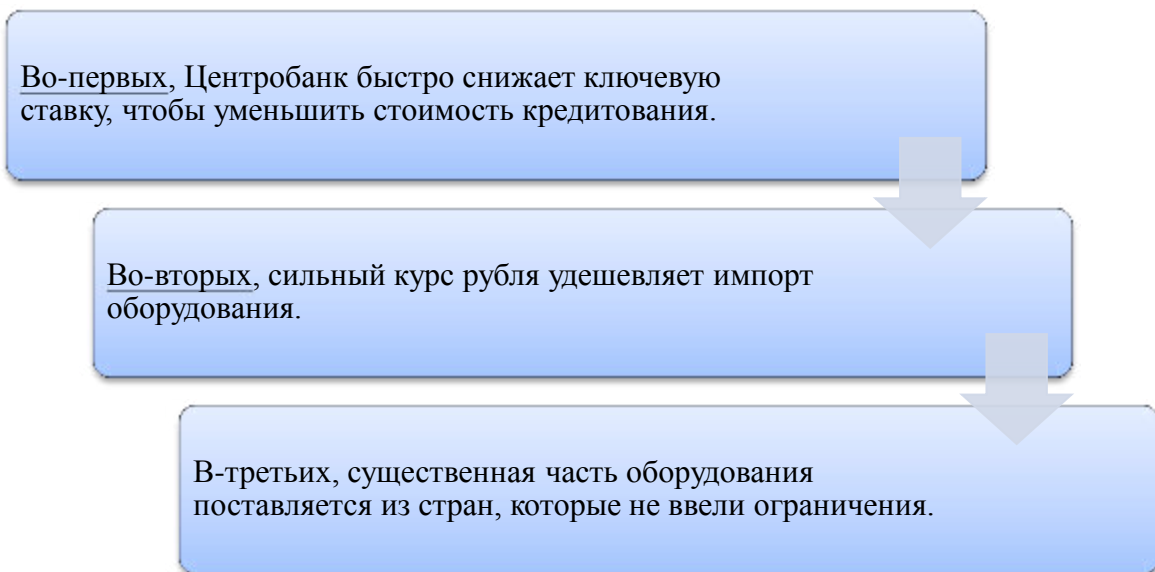 Во-первых, Центробанк быстро снижает ключевую
ставку, чтобы уменьшить стоимость кредитования.
Во-вторых, сильный курс рубля удешевляет импорт
оборудования.
В-третьих, существенная часть оборудования
поставляется из стран, которые не ввели ограничения.